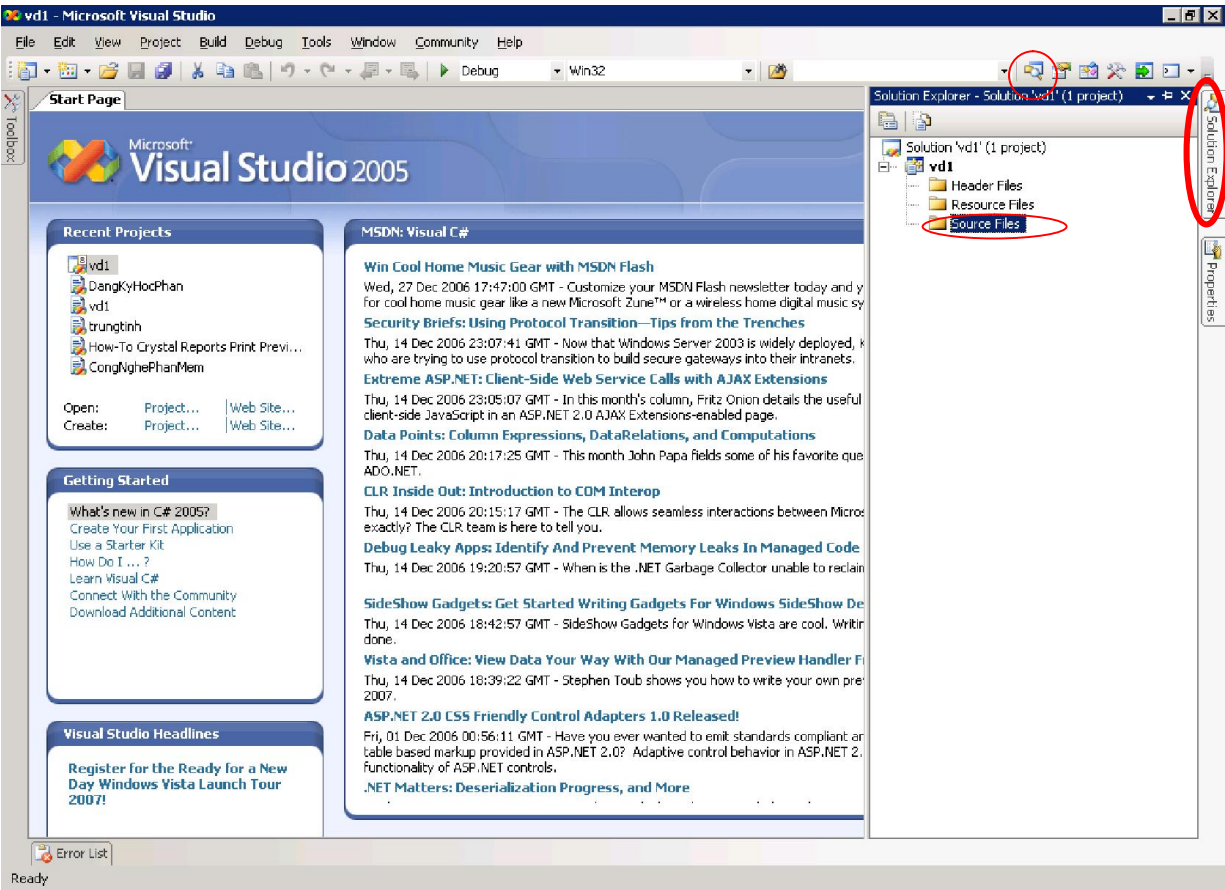 vd1 - Microsoft Visual Studio
File Edit View Project Build Debug Tools Window Community Help
Debug Win32
Toolbox
Start Page
Microsoft
Visual Studio 2005
Recent Projects
vd1
DangKyHocPhan
vd1
trungtinh
How-To Crystal Reports Print Previ...
CongNghePhanMem
Open: Project... Web Site...
Create: Project... Web Site...
Getting Started
What's new in C# 2005?
Create Your First Application
Use a Starter Kit
How Do I ... ?
Learn Visual C#
Connect With the Community
Download Additional Content
Visual Studio Headlines
Register for the Ready for a New
Day Windows Vista Launch Tour
2007!
MSDN: Visual C#
Win Cool Home Music Gear with MSDN Flash
Wed, 27 Dec 2006 17:47:00 GMT - Customize your MSDN Flash newsletter today and y
for cool home music gear like a new Microsoft Zune™ or a wireless home digital music sy
Security Briefs: Using Protocol Transition—Tips from the Trenches
Thu, 14 Dec 2006 23:07:41 GMT - Now that Windows Server 2003 is widely deployed,
who are trying to use protocol transition to build secure gateways into their intranets.
Extreme ASP.NET: Client-Side Web Service Calls with AJAX Extensions
Thu, 14 Dec 2006 23:05:07 GMT - In this month's column, Fritz Onion details the useful
client-side JavaScript in an ASP.NET 2.0 AJAX Extensions-enabled page.
Data Points: Column Expressions, DataRelations, and Computations
Thu, 14 Dec 2006 20:17:25 GMT - This month John Papa fields some of his favorite que
ADO.NET.
CLR Inside Out: Introduction to COM Interop
Thu, 14 Dec 2006 20:15:17 GMT - The CLR allows seamless interactions between Micros
exactly? The CLR team is here to tell you.
Debug Leaky Apps: Identify And Prevent Memory Leaks In Managed Code
Thu, 14 Dec 2006 19:20:57 GMT - When is the .NET Garbage Collector unable to reclaim
SideShow Gadgets: Get Started Writing Gadgets For Windows SideShow De
Thu, 14 Dec 2006 18:42:57 GMT - SideShow Gadgets for Windows Vista are cool. Writin
done.
Vista and Office: View Data Your Way With Our Managed Preview Handler F
Thu, 14 Dec 2006 18:39:22 GMT - Stephen Toub shows you how to write your own pre
2007.
ASP.NET 2.0 CSS Friendly Control Adapters 1.0 Released!
Fri, 01 Dec 2006 00:56:11 GMT - Have you ever wanted to emit standards compliant ar
table based markup provided in ASP.NET 2.0? Adaptive control behavior in ASP.NET 2.
functionality of ASP.NET controls.
.NET Matters: Deserialization Progress, and More
Solution Explorer - Solution 'vd1' (1 project)
Solution 'vd1' (1 project)
vd1
Header Files
Resource Files
Source Files
Solution Explorer
Properties
Error List
Ready